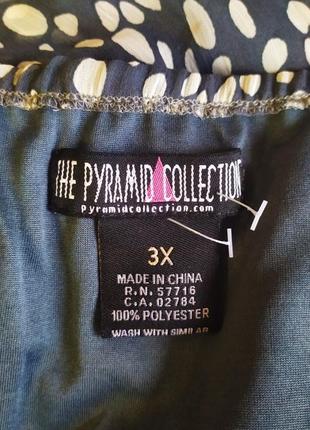 THE PYRAMID COLLECTION
Pyramidcollection.com
3X
MADE IN CHINA
R.N. 57716
C.A. 02784
100% POLYESTER
WASH WITH SIMILAR